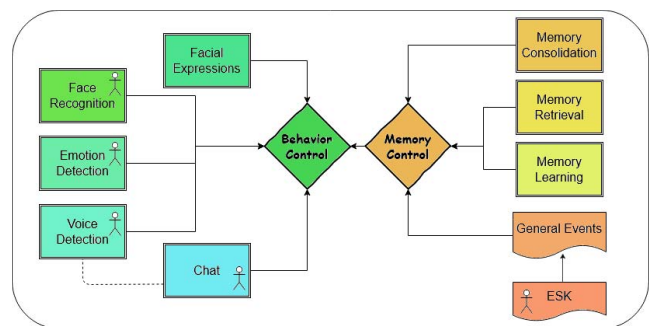 Facial
Expressions
Face
Recognition
Emotion
Detection
Voice
Detection
Chat
Behavior
Control
Memory
Control
Memory
Consolidation
Memory
Retrieval
Memory
Learning
General Events
ESK